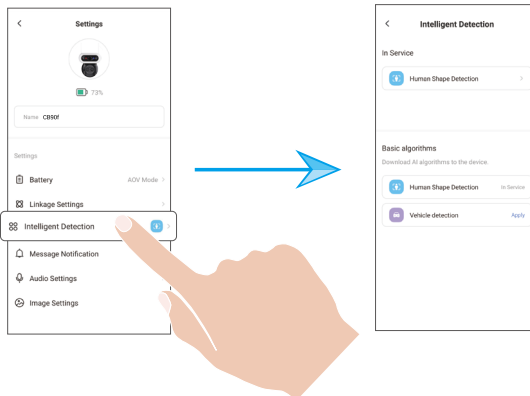 Settings
73%
Name CB90f
Settings
Battery AOV Mode
Linkage Settings
Intelligent Detection
Message Notification
Audio Settings
Image Settings
Intelligent Detection
In Service
Human Shape Detection
Basic algorithms
Download AI algorithms to the device
Human Shape Detection In Service
Vehicle detection Apply